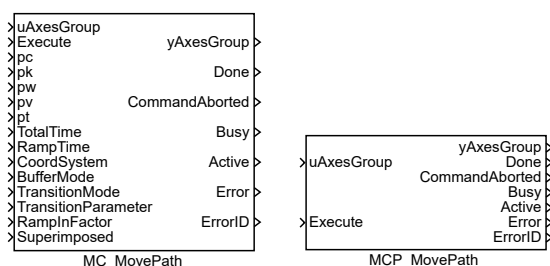 uAxesGroup
Execute yAxesGroup
pc
pk Done
pw
pv CommandAborted
pt
TotalTime Busy
RampTime
CoordSystem Active
BufferMode
TransitionMode Error
TransitionParameter
RampInFactor ErrorID
Superimposed
MC_MovePath
yAxesGroup
uAxesGroup Done
CommandAborted
Busy
Active
Execute Error
ErrorID
MCP_MovePath